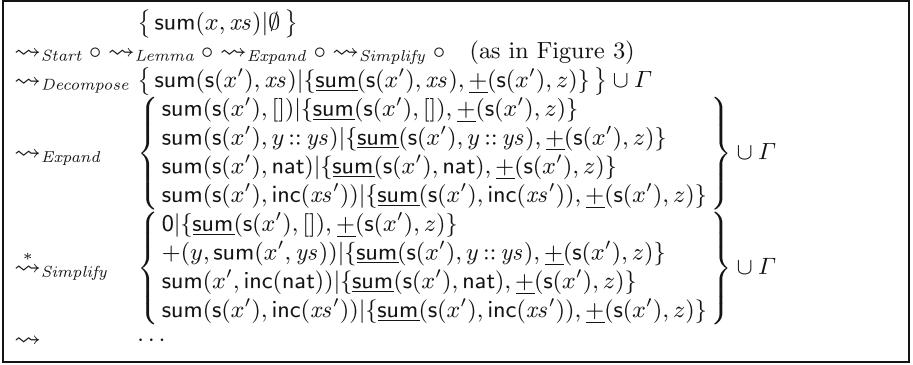 { sum(x, xs)|∅ }
⇝Start ∘ ⇝Lemma ∘ ⇝Expand ∘ ⇝Simplify ∘ (as in Figure 3)
⇝Decompose { sum(s(x′), xs)|{sum(s(x′), xs), +(s(x′), z)} } ∪ Γ
sum(s(x′), [])|{sum(s(x′), []), +(s(x′), z)}
sum(s(x′), y :: ys)|{sum(s(x′), y :: ys), +(s(x′), z)}
⇝Expand ∪ Γ
sum(s(x′), nat)|{sum(s(x′), nat), +(s(x′), z)}
sum(s(x′), inc(xs′))|{sum(s(x′), inc(xs′)), +(s(x′), z)}
0|{sum(s(x′), []), +(s(x′), z)}
+(y, sum(x′, ys))|{sum(s(x′), y :: ys), +(s(x′), z)}
⇝*Simplify ∪ Γ
sum(x′, inc(nat))|{sum(s(x′), nat), +(s(x′), z)}
sum(s(x′), inc(xs′))|{sum(s(x′), inc(xs′)), +(s(x′), z)}
⇝ ···